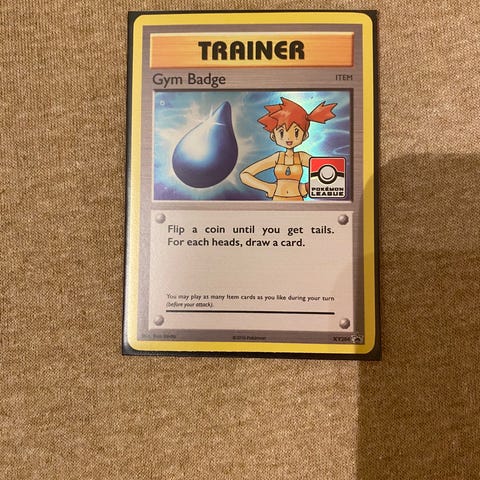 TRAINER
Gym Badge
ITEM
POKÉMON
LEAGUE
Flip a coin until you get tails.
For each heads, draw a card.
You may play as many Item cards as you like during your turn
(before your attack).
©2016 Pokémon